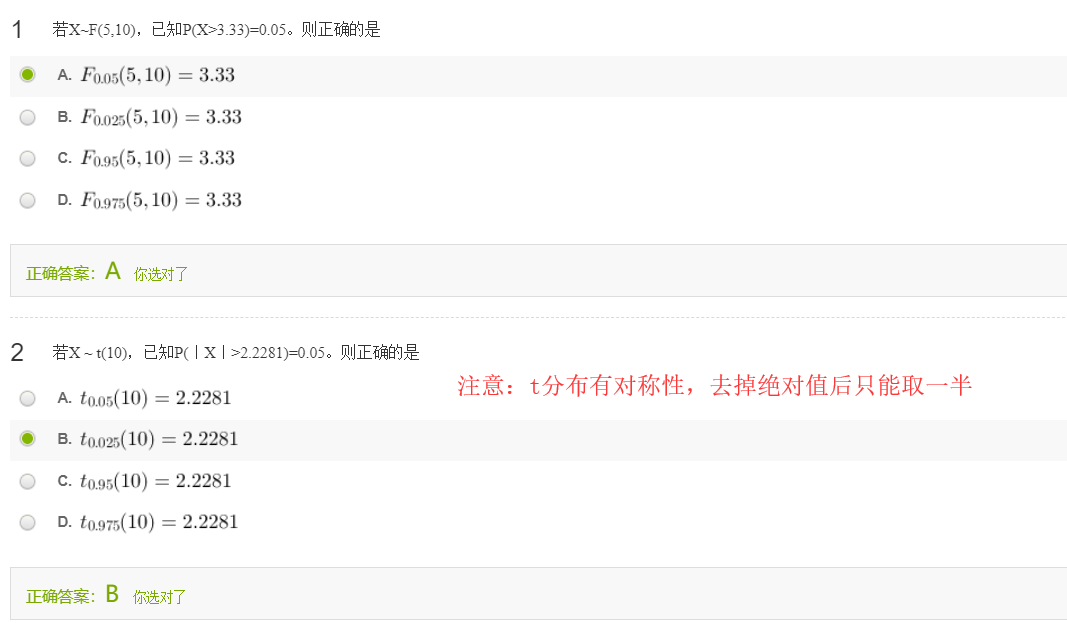 1 若X~F(5,10)，已知P(X>3.33)=0.05。则正确的是
A. F0.05(5, 10) = 3.33
B. F0.025(5, 10) = 3.33
C. F0.95(5, 10) = 3.33
D. F0.975(5, 10) = 3.33
正确答案： A 你选对了
2 若X ~ t(10)，已知P(｜X｜>2.2281)=0.05。则正确的是
注意：t分布有对称性，去掉绝对值后只能取一半
A. t0.05(10) = 2.2281
B. t0.025(10) = 2.2281
C. t0.95(10) = 2.2281
D. t0.975(10) = 2.2281
正确答案： B 你选对了